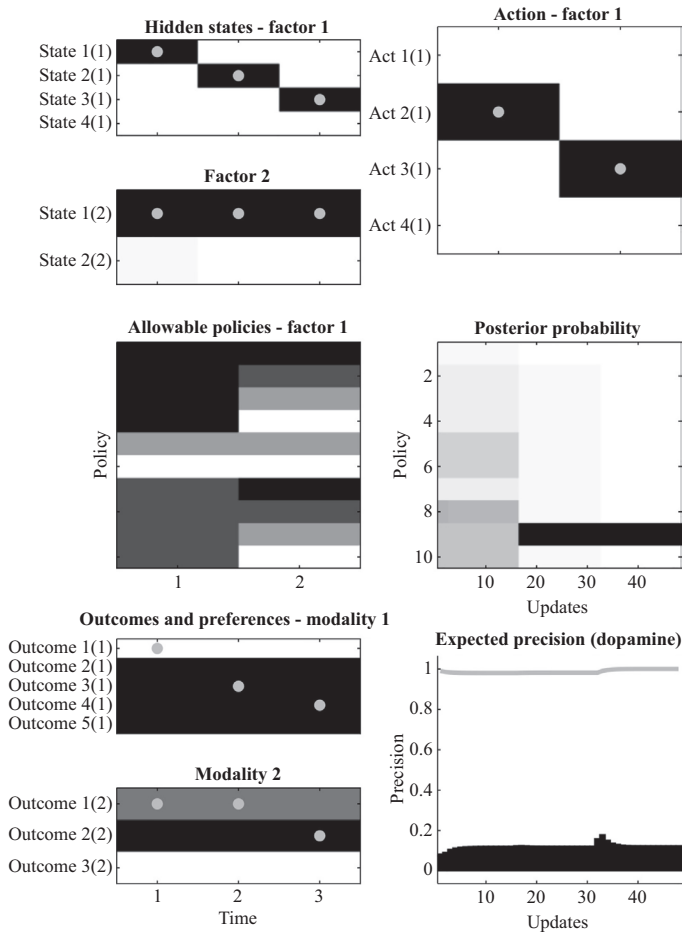 Hidden states - factor 1
State 1(1)
State 2(1)
State 3(1)
State 4(1)
Factor 2
State 1(2)
State 2(2)
Action - factor 1
Act 1(1)
Act 2(1)
Act 3(1)
Act 4(1)
Allowable policies - factor 1
Policy
1 2
Posterior probability
Policy
2
4
6
8
10
10 20 30 40
Updates
Outcomes and preferences - modality 1
Outcome 1(1)
Outcome 2(1)
Outcome 3(1)
Outcome 4(1)
Outcome 5(1)
Modality 2
Outcome 1(2)
Outcome 2(2)
Outcome 3(2)
1 2 3
Time
Expected precision (dopamine)
Precision
1
0.8
0.6
0.4
0.2
0
10 20 30 40
Updates